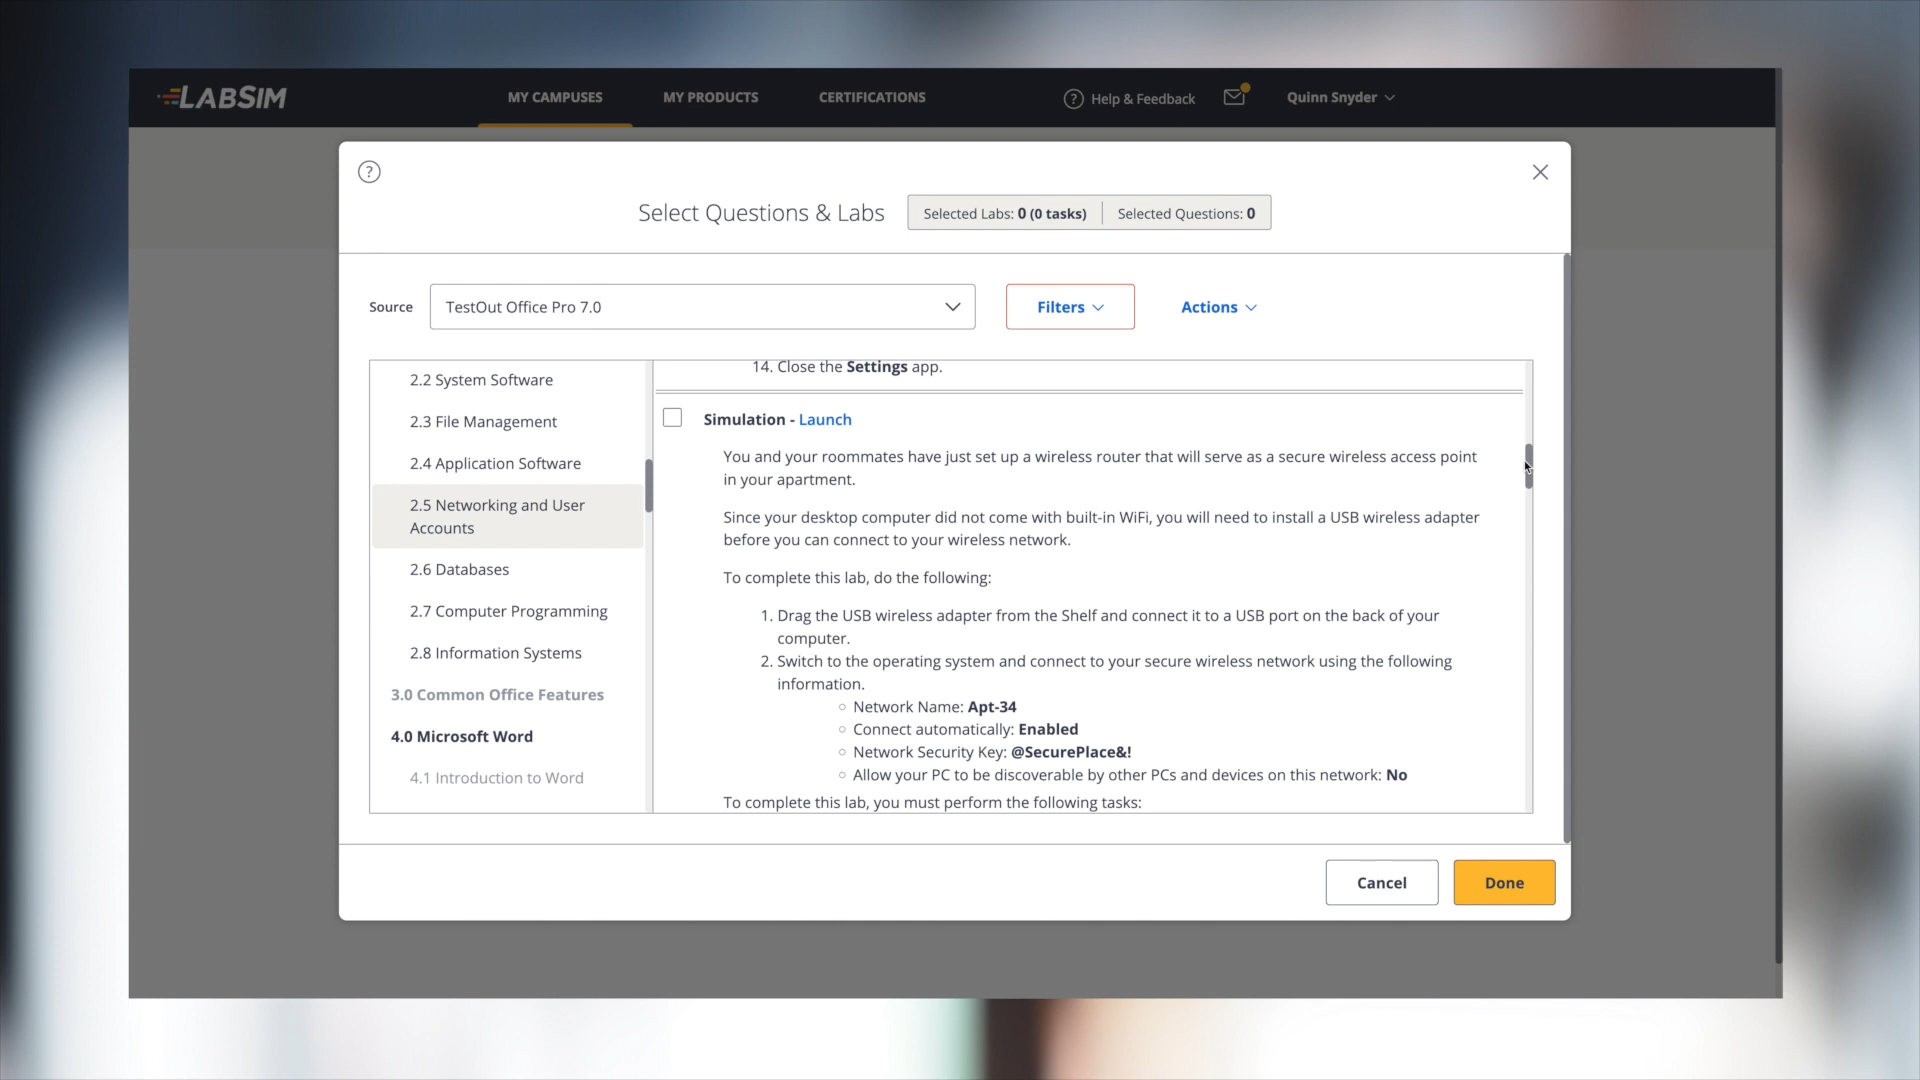 LABSIM
MY CAMPUSES
MY PRODUCTS
CERTIFICATIONS
? Help & Feedback
Quinn Snyder
?
Select Questions & Labs
Selected Labs: 0 (0 tasks)
Selected Questions: 0
Source
TestOut Office Pro 7.0
Filters
Actions
2.2 System Software
2.3 File Management
2.4 Application Software
2.5 Networking and User
Accounts
2.6 Databases
2.7 Computer Programming
2.8 Information Systems
3.0 Common Office Features
4.0 Microsoft Word
4.1 Introduction to Word
14. Close the Settings app.
Simulation - Launch
You and your roommates have just set up a wireless router that will serve as a secure wireless access point
in your apartment.
Since your desktop computer did not come with built-in WiFi, you will need to install a USB wireless adapter
before you can connect to your wireless network.
To complete this lab, do the following:
1. Drag the USB wireless adapter from the Shelf and connect it to a USB port on the back of your
computer.
2. Switch to the operating system and connect to your secure wireless network using the following
information.
○ Network Name: Apt-34
○ Connect automatically: Enabled
○ Network Security Key: @SecurePlace&!
○ Allow your PC to be discoverable by other PCs and devices on this network: No
To complete this lab, you must perform the following tasks:
Cancel
Done